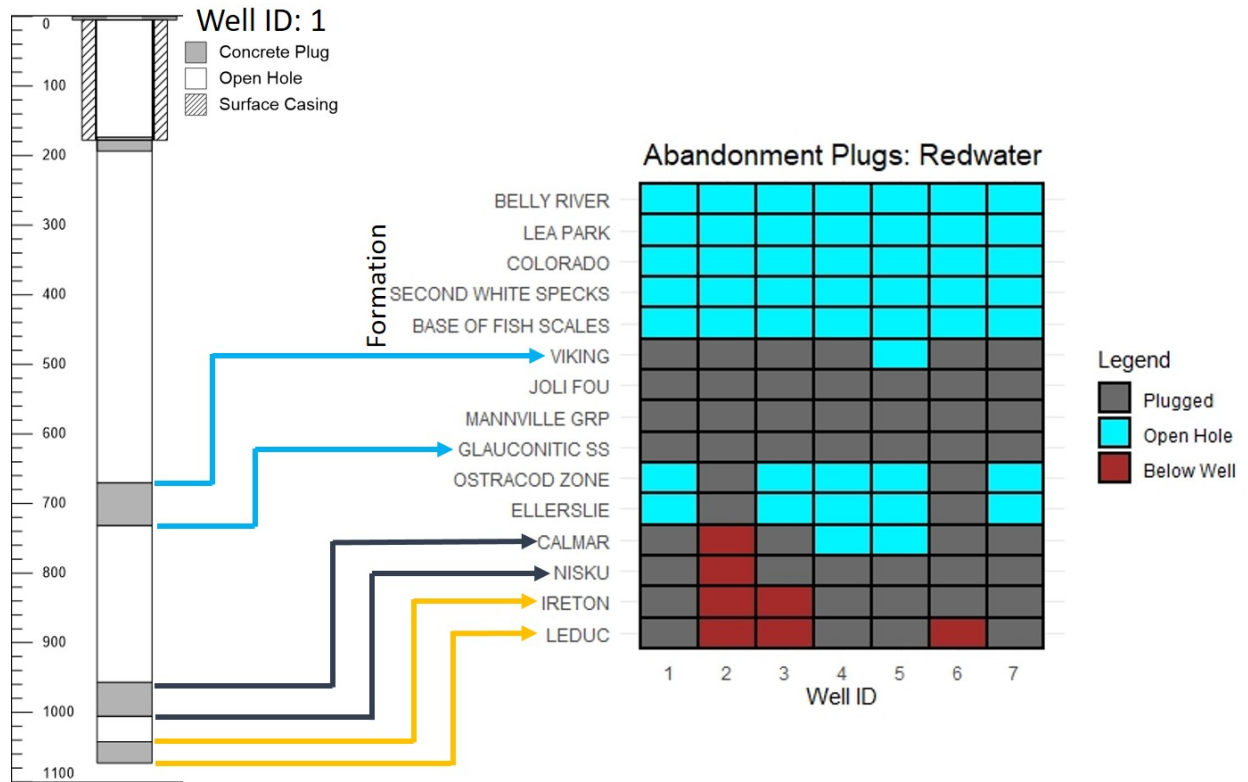 Well ID: 1
Concrete Plug
Open Hole
Surface Casing
0
100
200
300
400
500
600
700
800
900
1000
1100
Abandonment Plugs: Redwater
Formation
BELLY RIVER
LEA PARK
COLORADO
SECOND WHITE SPECKS
BASE OF FISH SCALES
VIKING
JOLI FOU
MANNVILLE GRP
GLAUCONITIC SS
OSTRACOD ZONE
ELLERSLIE
CALMAR
NISKU
IRETON
LEDUC
1 2 3 4 5 6 7
Well ID
Legend
Plugged
Open Hole
Below Well